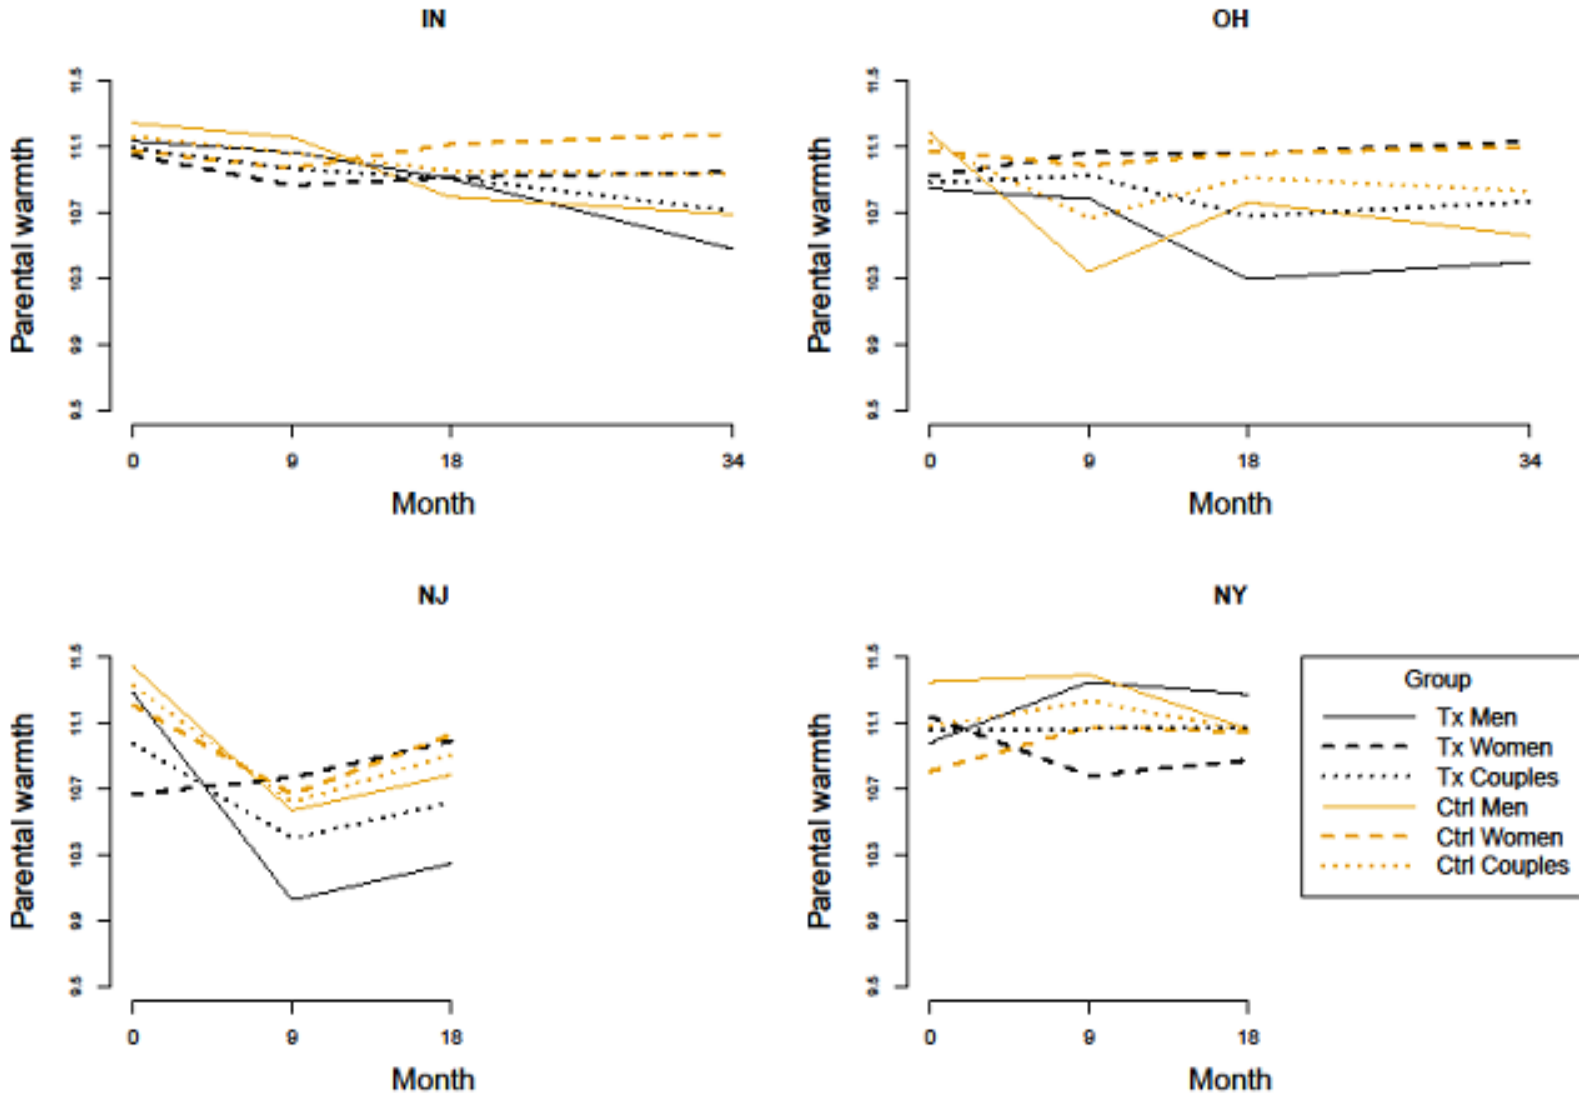 IN
Parental warmth
11.5
11.1
10.7
10.3
9.9
9.5
0 9 18 34
Month
OH
Parental warmth
11.5
11.1
10.7
10.3
9.9
9.5
0 9 18 34
Month
NJ
Parental warmth
11.5
11.1
10.7
10.3
9.9
9.5
0 9 18
Month
NY
Parental warmth
11.5
11.1
10.7
10.3
9.9
9.5
0 9 18
Month
Group
Tx Men
Tx Women
Tx Couples
Ctrl Men
Ctrl Women
Ctrl Couples